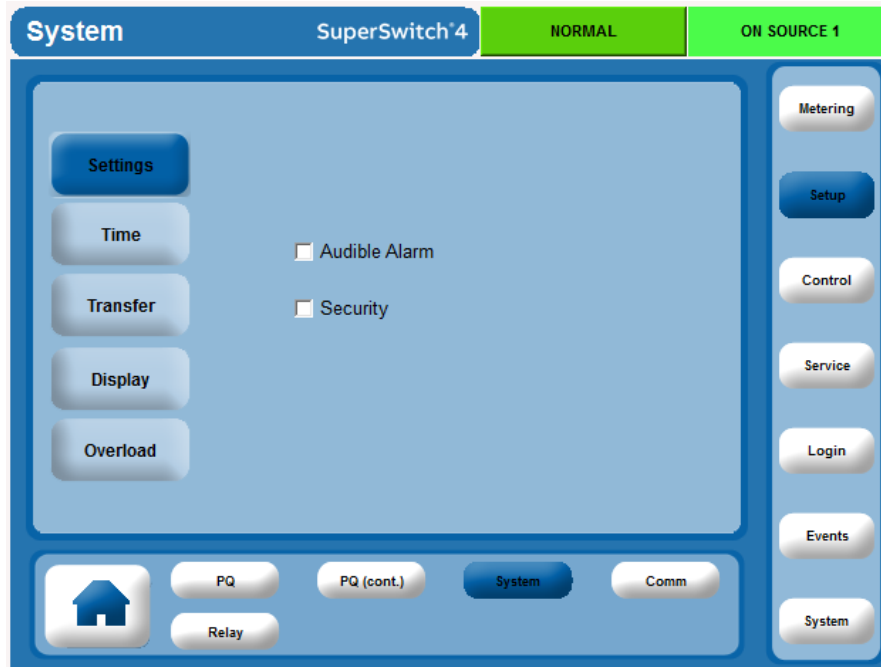 System
SuperSwitch®4
NORMAL
ON SOURCE 1
Settings
Time
Transfer
Display
Overload
Audible Alarm
Security
Metering
Setup
Control
Service
Login
Events
System
PQ
PQ (cont.)
System
Comm
Relay